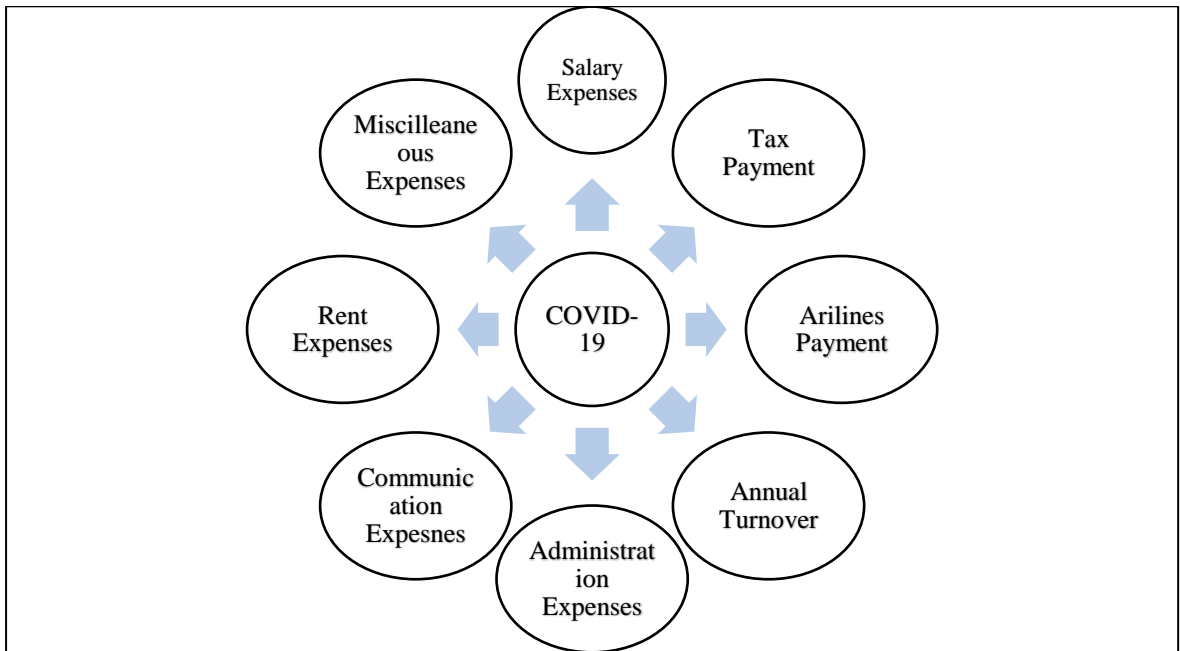 Salary
Expenses
Tax
Payment
Arilines
Payment
Annual
Turnover
Administrat
ion
Expenses
Communic
ation
Expesnes
Rent
Expenses
Miscilleane
ous
Expenses
COVID-
19